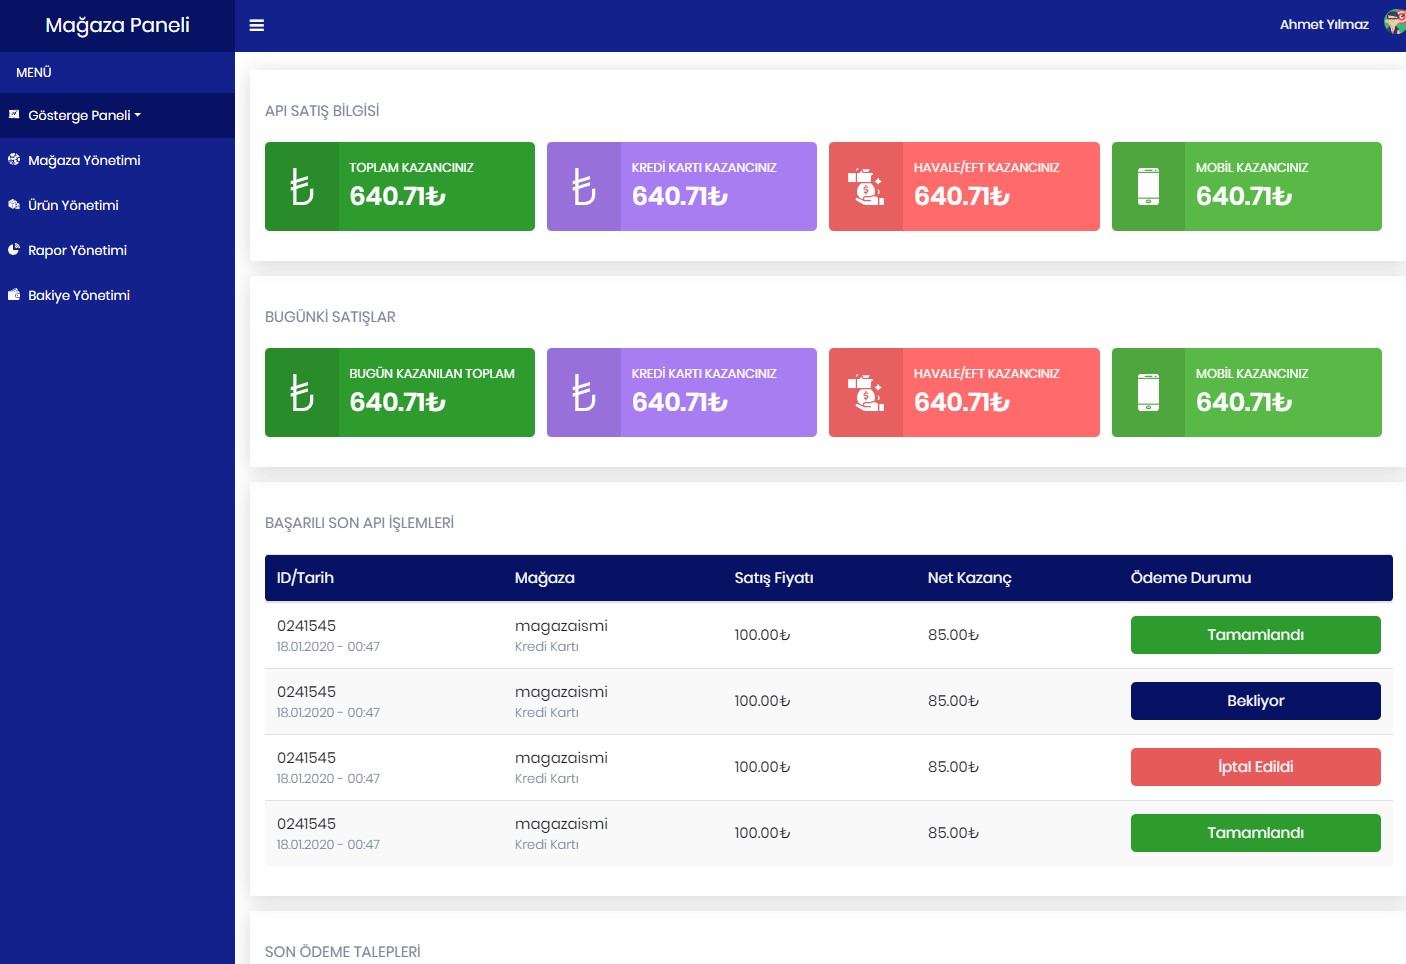 Mağaza Paneli
Ahmet Yılmaz
MENÜ
Gösterge Paneli
Mağaza Yönetimi
Ürün Yönetimi
Rapor Yönetimi
Bakiye Yönetimi
API SATIŞ BİLGİSİ
TOPLAM KAZANCINIZ
640.71₺
KREDİ KARTI KAZANCINIZ
640.71₺
HAVALE/EFT KAZANCINIZ
640.71₺
MOBİL KAZANCINIZ
640.71₺
BUGÜNKİ SATIŞLAR
BUGÜN KAZANILAN TOPLAM
640.71₺
KREDİ KARTI KAZANCINIZ
640.71₺
HAVALE/EFT KAZANCINIZ
640.71₺
MOBİL KAZANCINIZ
640.71₺
BAŞARILI SON API İŞLEMLERİ
ID/Tarih Mağaza Satış Fiyatı Net Kazanç Ödeme Durumu
0241545 magazaismi 100.00₺ 85.00₺ Tamamlandı
18.01.2020 - 00:47 Kredi Kartı
0241545 magazaismi 100.00₺ 85.00₺ Bekliyor
18.01.2020 - 00:47 Kredi Kartı
0241545 magazaismi 100.00₺ 85.00₺ İptal Edildi
18.01.2020 - 00:47 Kredi Kartı
0241545 magazaismi 100.00₺ 85.00₺ Tamamlandı
18.01.2020 - 00:47 Kredi Kartı
SON ÖDEME TALEPLERİ